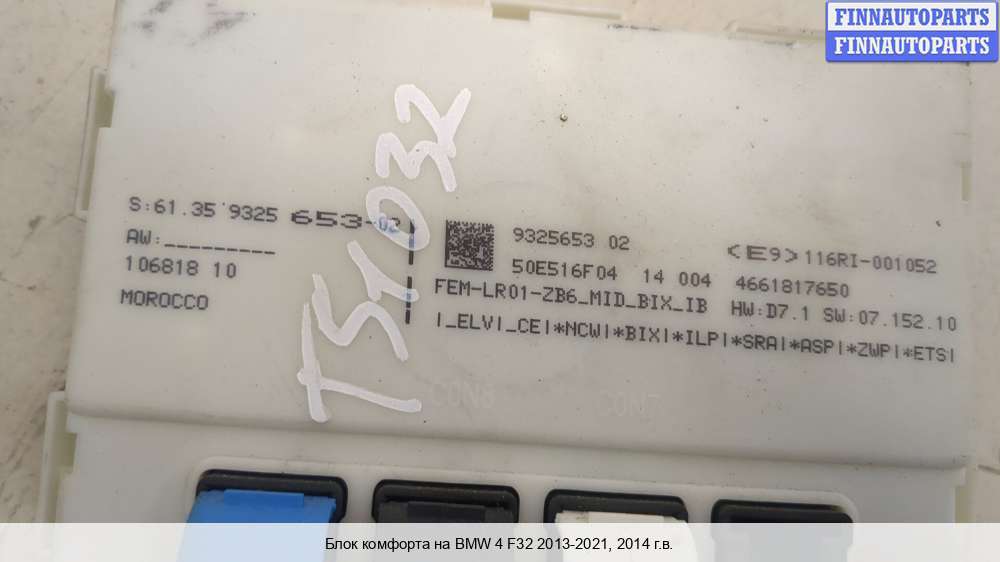 FINNAUTOPARTS
FINNAUTOPARTS
TS1032
S:61.35 9325 653-02
AW:_________
106818 10
MOROCCO
9325653 02
50E516F04 14 004
<E9>116RI-001052
4661817650
FEM-LR01-ZB6_MID_BIX_IB
HW:D7.1 SW:07.152.10
|_ELV|_CE|*NCW|*BIX|*ILP|*SRA|*ASP|*ZWP|*ETS|
CON6
CON7
Блок комфорта на BMW 4 F32 2013-2021, 2014 г.в.